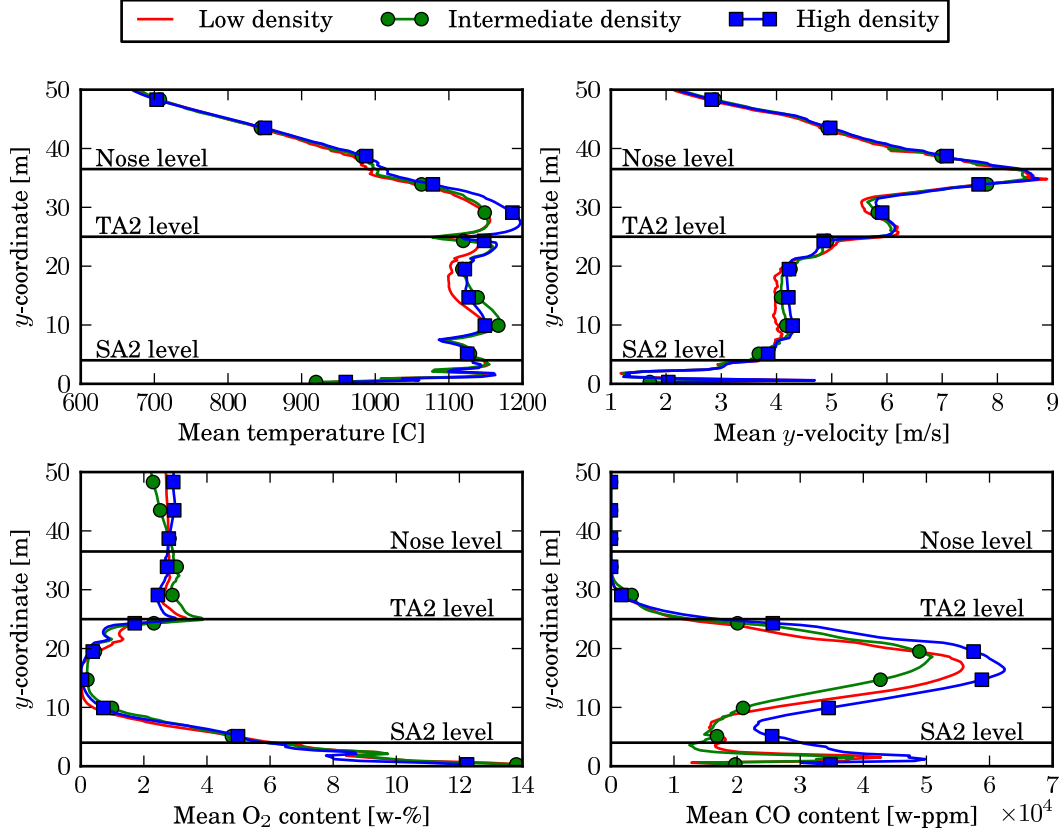 Low density Intermediate density High density
50
40
30
20
10
0
y-coordinate [m]
Nose level
TA2 level
SA2 level
600 700 800 900 1000 1100 1200
Mean temperature [C]
50
40
30
20
10
0
y-coordinate [m]
Nose level
TA2 level
SA2 level
1 2 3 4 5 6 7 8 9
Mean y-velocity [m/s]
50
40
30
20
10
0
y-coordinate [m]
Nose level
TA2 level
SA2 level
0 2 4 6 8 10 12 14
Mean O₂ content [w-%]
50
40
30
20
10
0
y-coordinate [m]
Nose level
TA2 level
SA2 level
0 1 2 3 4 5 6 7
Mean CO content [w-ppm] ×10⁴